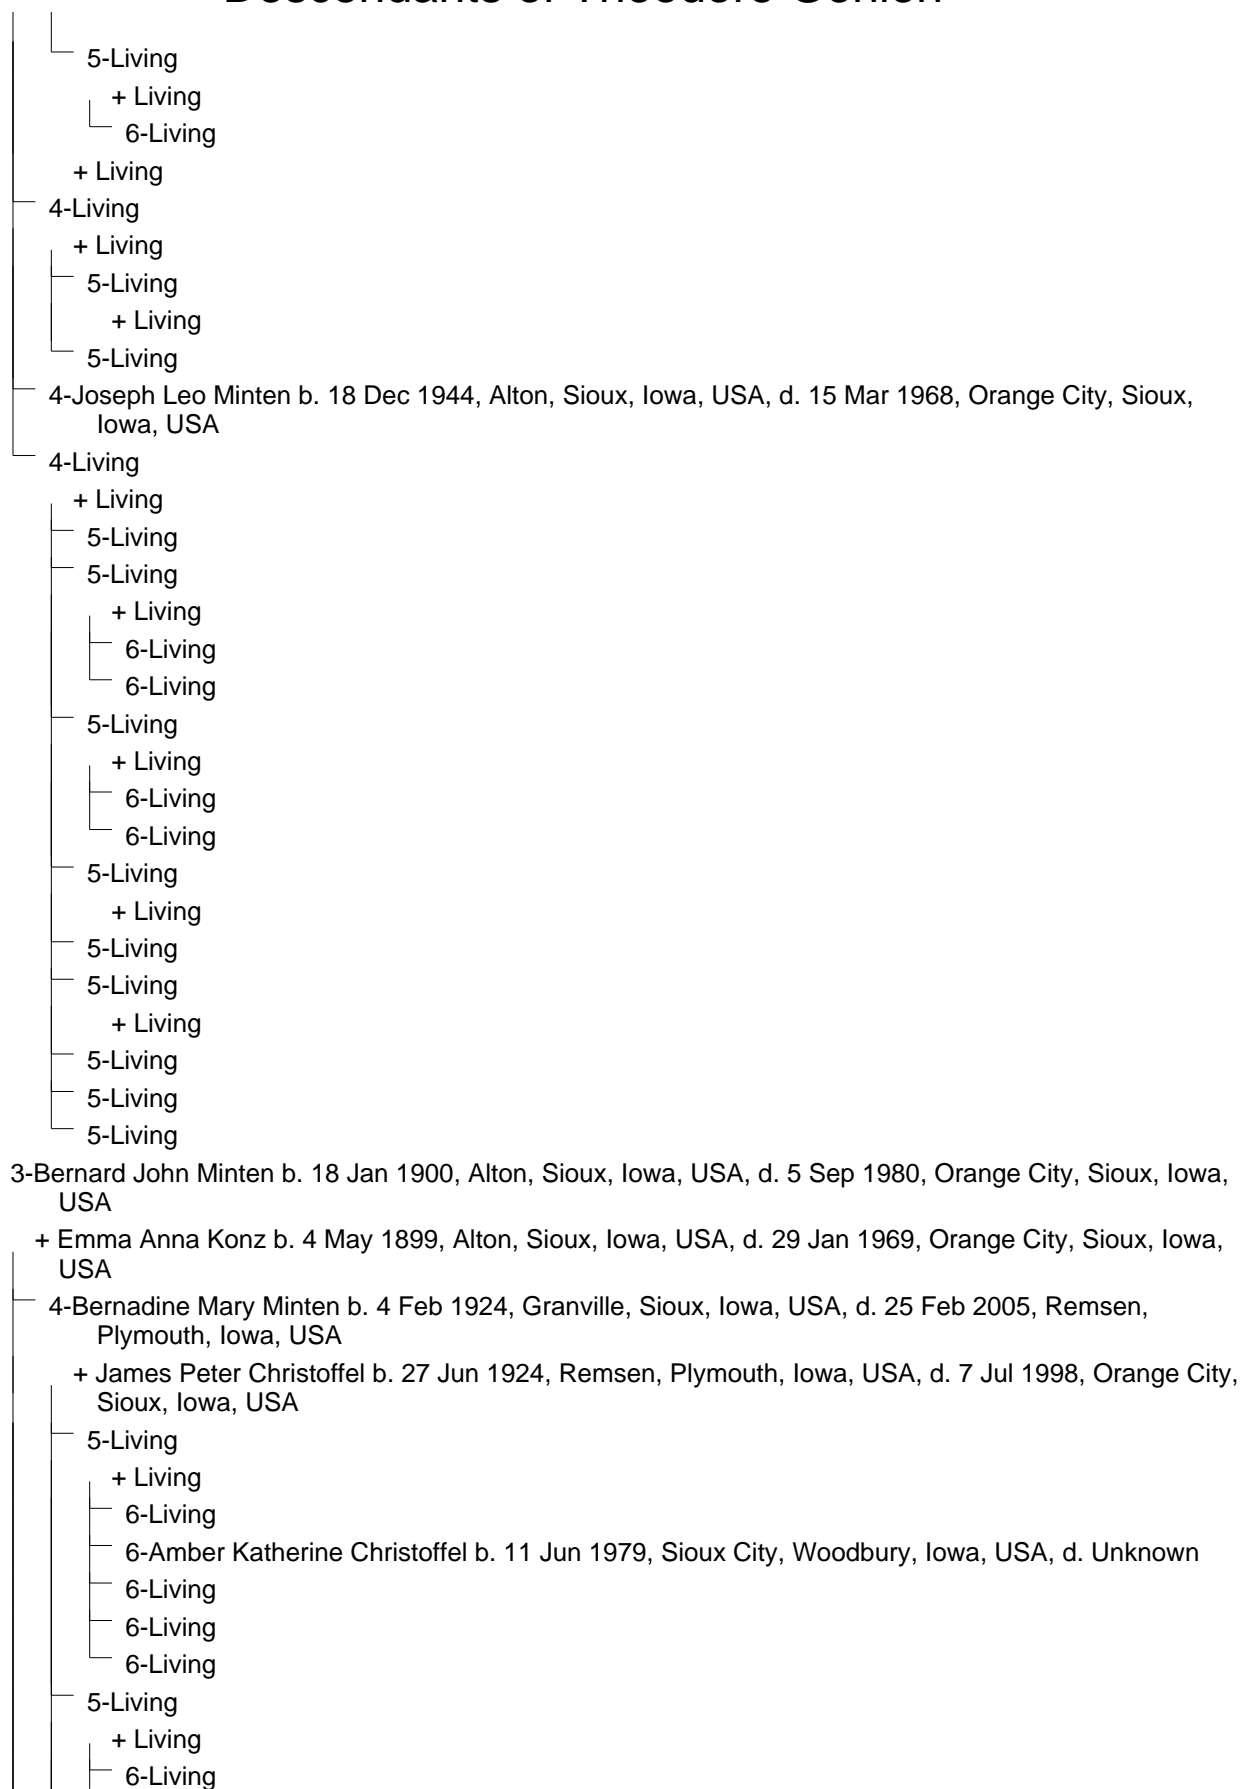 Descendants of Theodore
5-Living
+ Living
6-Living
+ Living
4-Living
+ Living
5-Living
+ Living
5-Living
4-Joseph Leo Minten b. 18 Dec 1944, Alton, Sioux, Iowa, USA, d. 15 Mar 1968, Orange City, Sioux,
Iowa, USA
4-Living
+ Living
5-Living
5-Living
+ Living
6-Living
6-Living
5-Living
+ Living
6-Living
6-Living
5-Living
+ Living
5-Living
5-Living
+ Living
5-Living
5-Living
5-Living
3-Bernard John Minten b. 18 Jan 1900, Alton, Sioux, Iowa, USA, d. 5 Sep 1980, Orange City, Sioux, Iowa,
USA
+ Emma Anna Konz b. 4 May 1899, Alton, Sioux, Iowa, USA, d. 29 Jan 1969, Orange City, Sioux, Iowa,
USA
4-Bernadine Mary Minten b. 4 Feb 1924, Granville, Sioux, Iowa, USA, d. 25 Feb 2005, Remsen,
Plymouth, Iowa, USA
+ James Peter Christoffel b. 27 Jun 1924, Remsen, Plymouth, Iowa, USA, d. 7 Jul 1998, Orange City,
Sioux, Iowa, USA
5-Living
+ Living
6-Living
6-Amber Katherine Christoffel b. 11 Jun 1979, Sioux City, Woodbury, Iowa, USA, d. Unknown
6-Living
6-Living
6-Living
5-Living
+ Living
6-Living